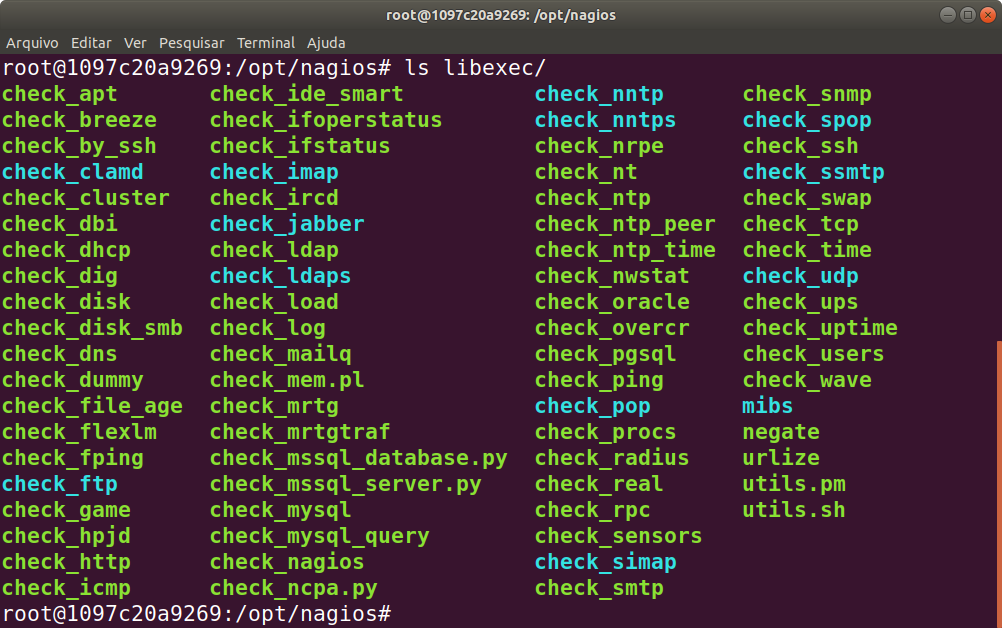 root@1097c20a9269: /opt/nagios
Arquivo Editar Ver Pesquisar Terminal Ajuda
root@1097c20a9269:/opt/nagios# ls libexec/
check_apt check_ide_smart check_nntp check_snmp
check_breeze check_ifoperstatus check_nntps check_spop
check_by_ssh check_ifstatus check_nrpe check_ssh
check_clamd check_imap check_nt check_ssmtp
check_cluster check_ircd check_ntp check_swap
check_dbi check_jabber check_ntp_peer check_tcp
check_dhcp check_ldap check_ntp_time check_time
check_dig check_ldaps check_nwstat check_udp
check_disk check_load check_oracle check_ups
check_disk_smb check_log check_overcr check_uptime
check_dns check_mailq check_pgsql check_users
check_dummy check_mem.pl check_ping check_wave
check_file_age check_mrtg check_pop mibs
check_flexlm check_mrtgtraf check_procs negate
check_fping check_mssql_database.py check_radius urlize
check_ftp check_mssql_server.py check_real utils.pm
check_game check_mysql check_rpc utils.sh
check_hpjd check_mysql_query check_sensors
check_http check_nagios check_simap
check_icmp check_ncpa.py check_smtp
root@1097c20a9269:/opt/nagios#